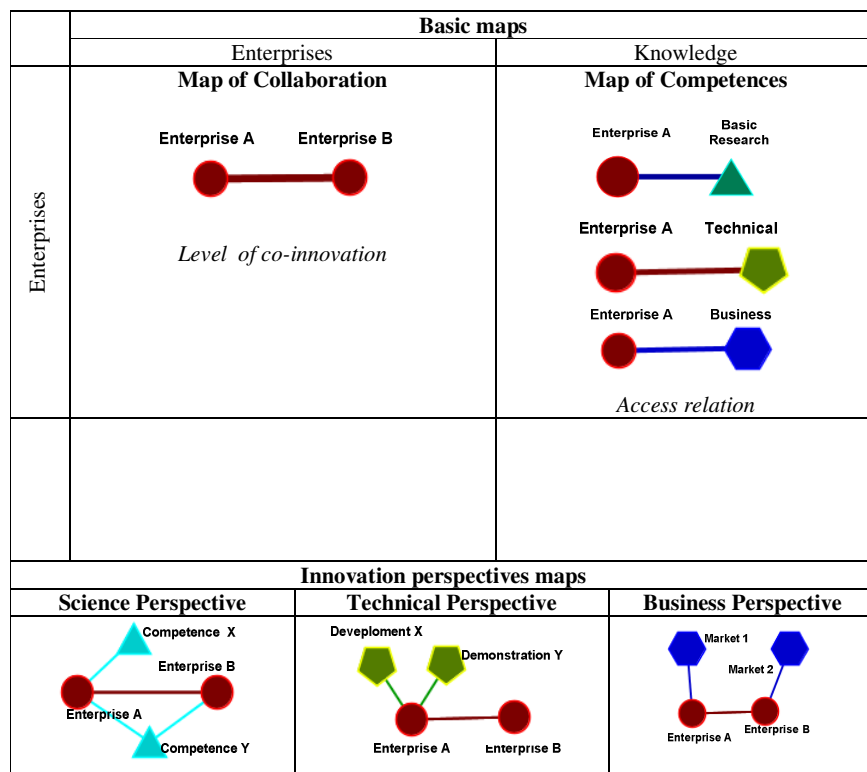 Basic maps
Enterprises
Knowledge
Enterprises
Map of Collaboration
Enterprise A
Enterprise B
Level of co-innovation
Map of Competences
Enterprise A
Basic
Research
Enterprise A
Technical
Enterprise A
Business
Access relation
Innovation perspectives maps
Science Perspective
Technical Perspective
Business Perspective
Competence X
Enterprise B
Enterprise A
Competence Y
Deveploment X
Demonstration Y
Enterprise A
Enterprise B
Market 1
Market 2
Enterprise A
Enterprise B